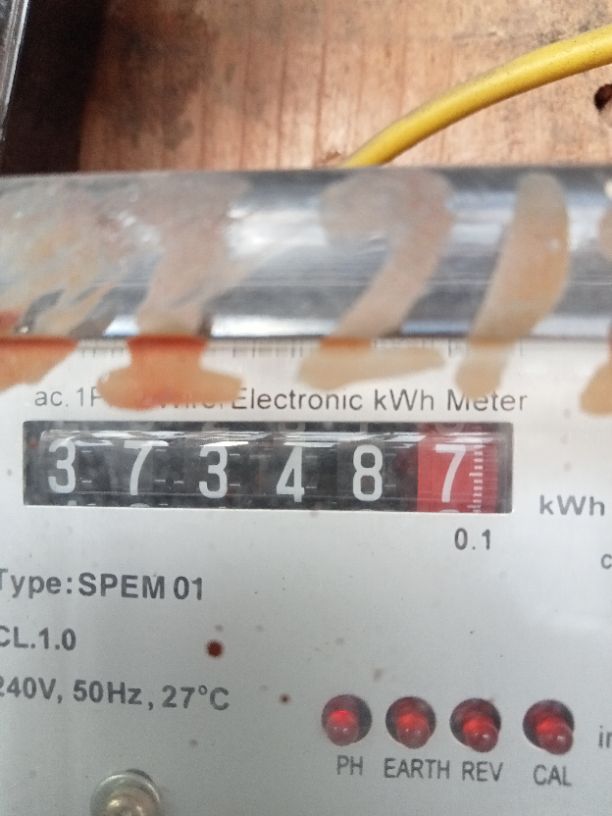 21
ac. 1P Electronic kWh Meter
3 7 3 4 8 7 kWh
0.1
Type: SPEM 01
CL.1.0
240V, 50Hz, 27°C
PH EARTH REV CAL